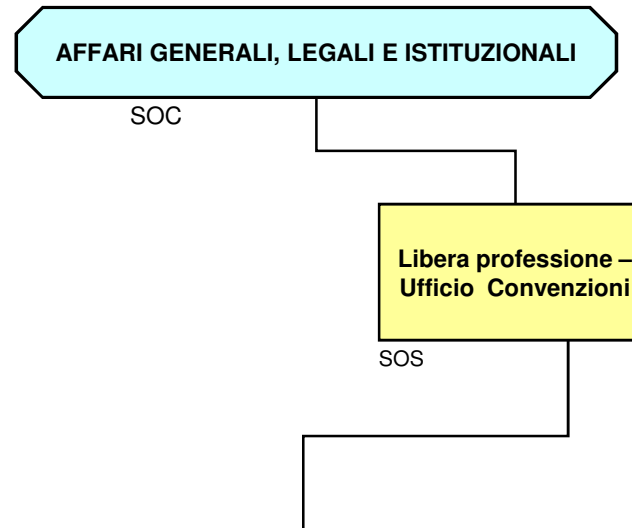 AFFARI GENERALI, LEGALI E ISTITUZIONALI
SOC
Libera professione –
Ufficio Convenzioni
SOS